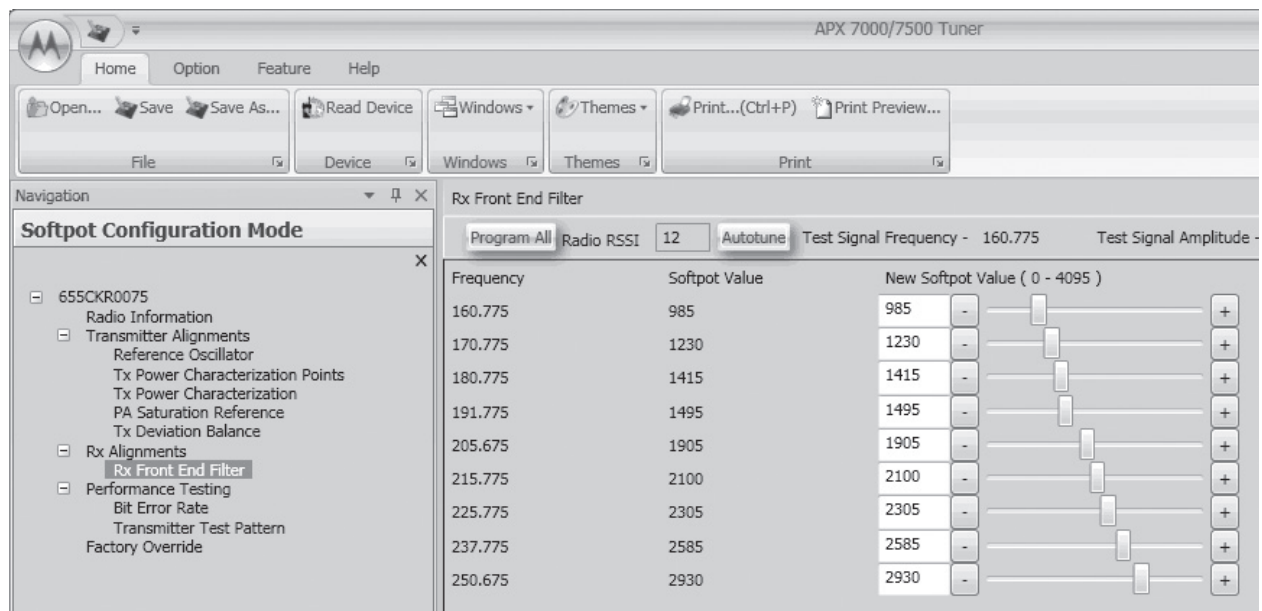 APX 7000/7500 Tuner
Home Option Feature Help
Open... Save Save As... Read Device Windows Themes Print...(Ctrl+P) Print Preview...
File Device Windows Themes Print
Navigation
Softpot Configuration Mode
655CKR0075
Radio Information
Transmitter Alignments
Reference Oscillator
Tx Power Characterization Points
Tx Power Characterization
PA Saturation Reference
Tx Deviation Balance
Rx Alignments
Rx Front End Filter
Performance Testing
Bit Error Rate
Transmitter Test Pattern
Factory Override
Rx Front End Filter
Program All Radio RSSI 12 Autotune Test Signal Frequency - 160.775 Test Signal Amplitude -
Frequency Softpot Value New Softpot Value ( 0 - 4095 )
160.775 985 985 - +
170.775 1230 1230 - +
180.775 1415 1415 - +
191.775 1495 1495 - +
205.675 1905 1905 - +
215.775 2100 2100 - +
225.775 2305 2305 - +
237.775 2585 2585 - +
250.675 2930 2930 - +